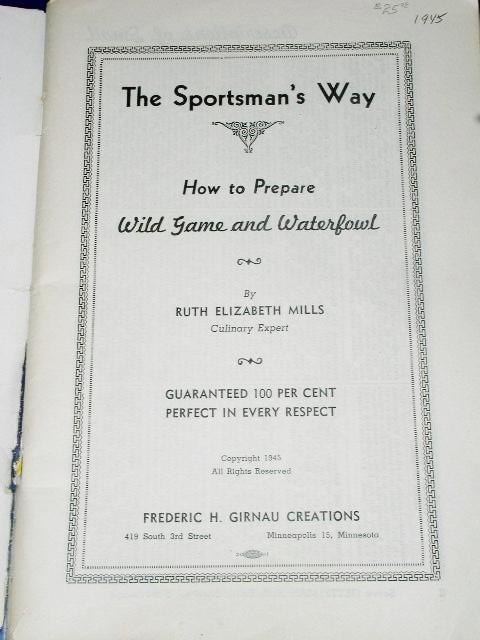 $25⁰⁰
1945
The Sportsman's Way
How to Prepare
Wild Game and Waterfowl
By
RUTH ELIZABETH MILLS
Culinary Expert
GUARANTEED 100 PER CENT
PERFECT IN EVERY RESPECT
Copyright 1945
All Rights Reserved
FREDERIC H. GIRNAU CREATIONS
419 South 3rd Street Minneapolis 15, Minnesota